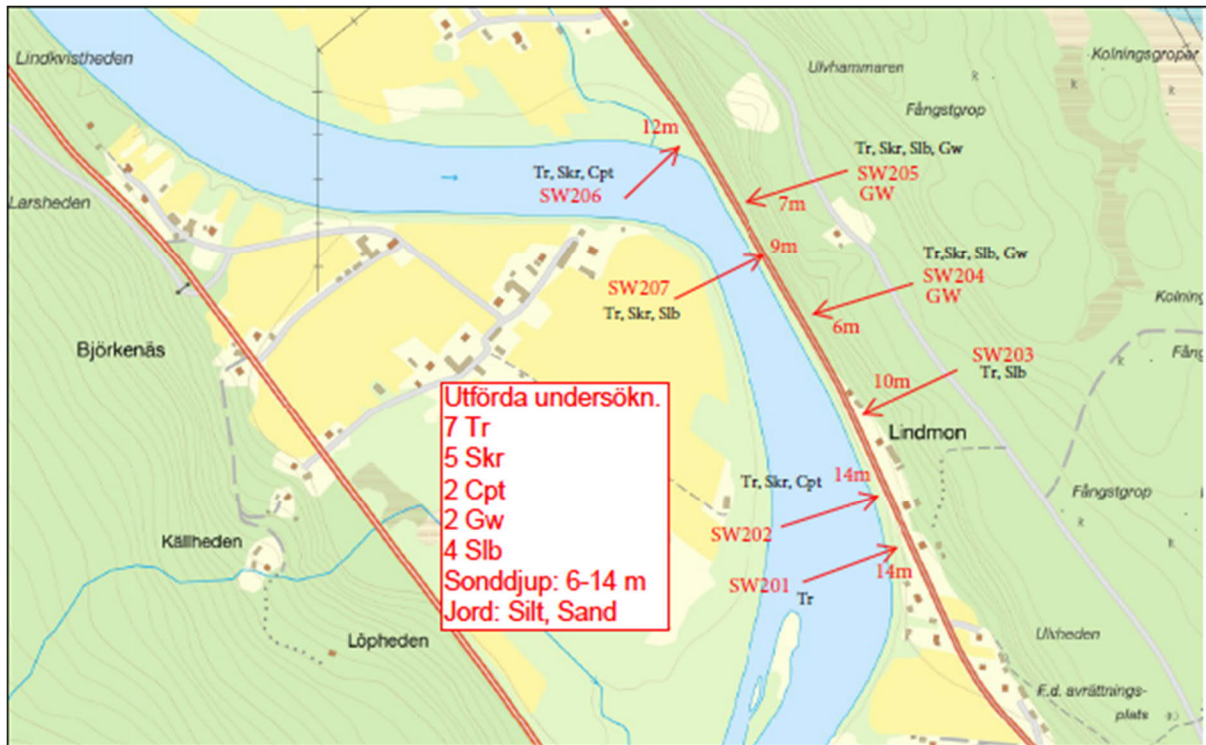 Lindkvistheden
Kolningsgropar
Ulvhammaren
Fångstgrop
12m
Tr, Skr, Slb, Gw
Tr, Skr, Cpt
SW205
SW206
GW
Larsheden
7m
9m
Tr,Skr, Slb, Gw
SW204
SW207
GW
Kolning
Tr, Skr, Slb
6m
Björkenäs
SW203
Fång
Tr, Slb
10m
Utförda undersökn.
7 Tr
5 Skr
2 Cpt
2 Gw
4 Slb
Sonddjup: 6-14 m
Jord: Silt, Sand
Lindmon
14m
Tr, Skr, Cpt
Fångstgrop
SW202
Källheden
14m
SW201
Tr
Löpheden
Ulvheden
F.d. avrättnings-
plats